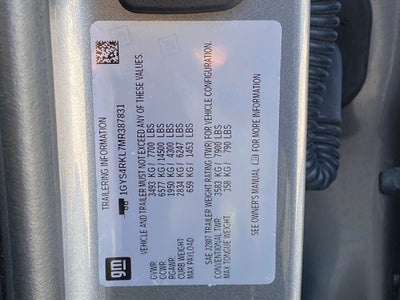 TRAILERING INFORMATION
1GYS4RKL7MR387831
VEHICLE AND TRAILER MUST NOT EXCEED ANY OF THESE VALUES.
GVWR: 3493 KG / 7700 LBS
GCWR: 6577 KG / 14500 LBS
RGAWR: 1950 KG / 4300 LBS
CURB WEIGHT 2834 KG / 6247 LBS
MAX PAYLOAD 659 KG / 1453 LBS
SAE J2807 TRAILER WEIGHT RATING (TWR) FOR VEHICLE CONFIGURATION.
CONVENTIONAL TWR: 3583 KG / 7900 LBS
MAX TONGUE WEIGHT: 358 KG / 790 LBS
SEE OWNER'S MANUAL FOR MORE INFORMATION
gm